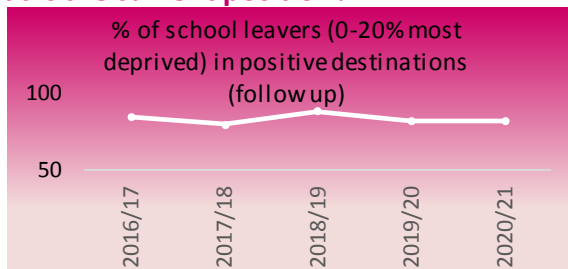 % of school leavers (0-20% most
deprived) in positive destinations
(follow up)
100
50
2016/17
2017/18
2018/19
2019/20
2020/21